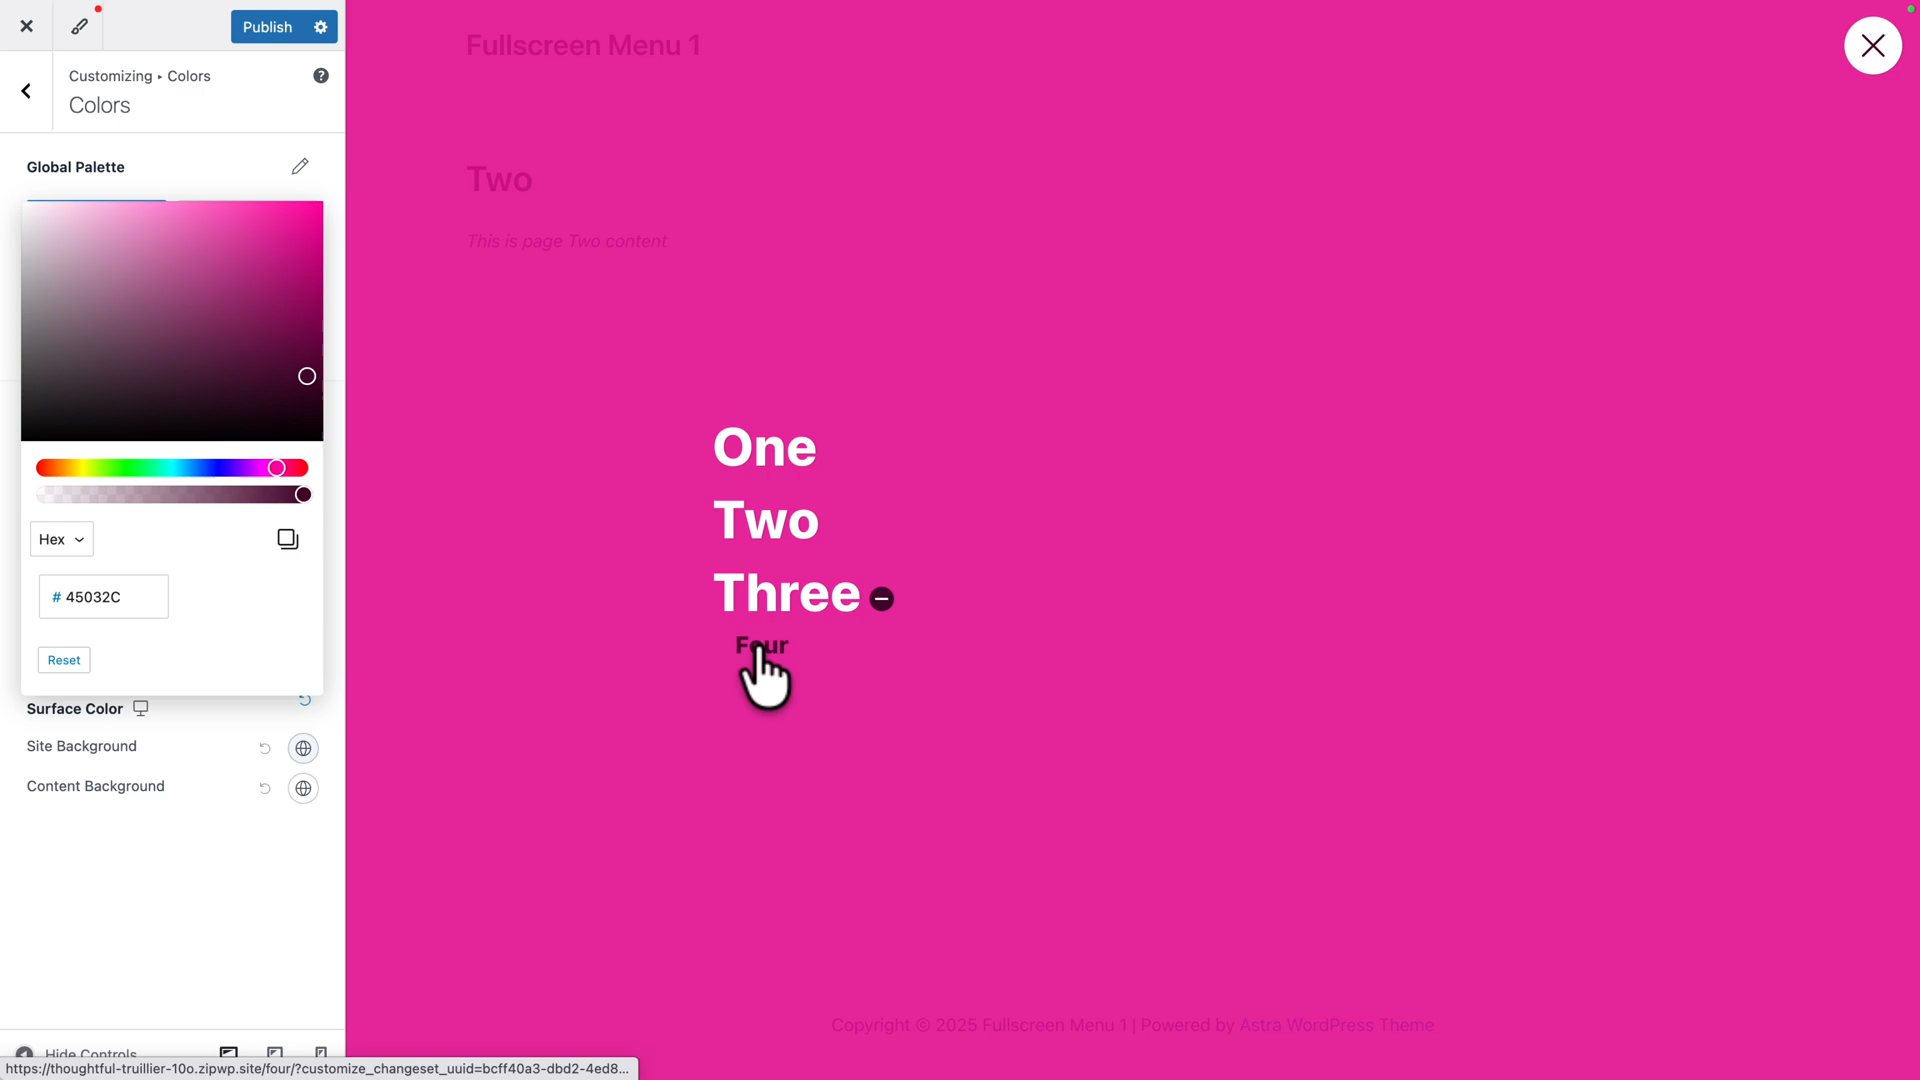 Publish
Customizing ▸ Colors
Colors
Global Palette
Hex
# 45032C
Reset
Surface Color
Site Background
Content Background
Hide Controls
https://thoughtful-truillier-10o.zipwp.site/four/?customize_changeset_uuid=bcff40a3-dbd2-4ed8...
Fullscreen Menu 1
Two
This is page Two content
One
Two
Three
Four
Copyright © 2025 Fullscreen Menu 1 | Powered by Astra WordPress Theme